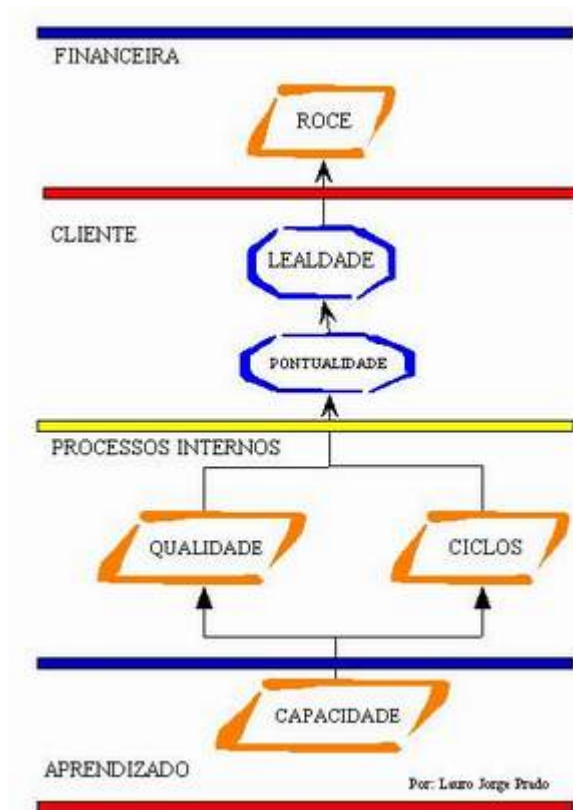 FINANCEIRA
ROCE
CLIENTE
LEALDADE
PONTUALIDADE
PROCESSOS INTERNOS
QUALIDADE
CICLOS
CAPACIDADE
APRENDIZADO
Por: Lauro Jorge Prado